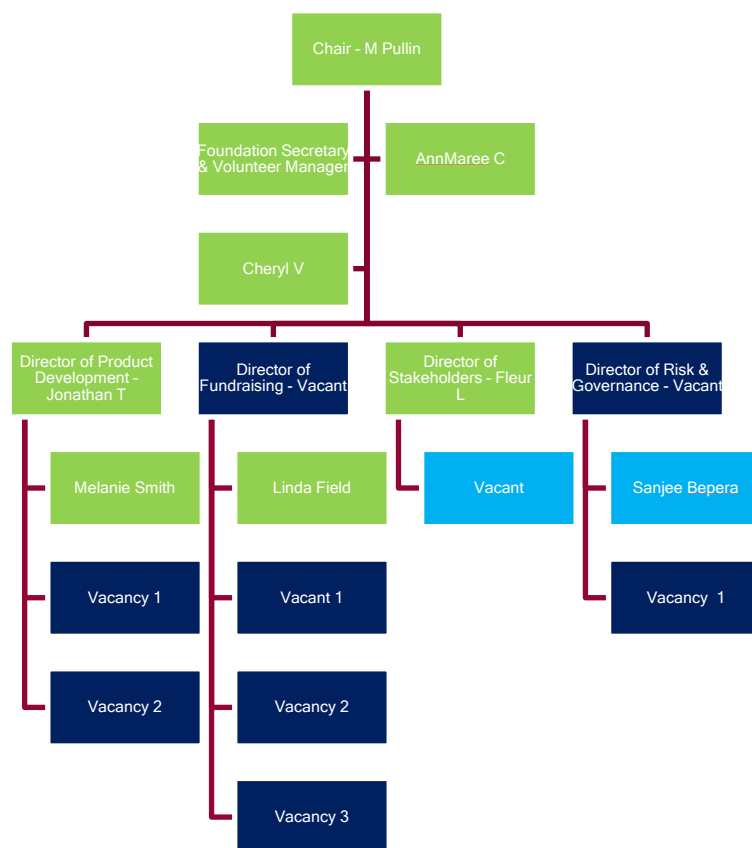 Chair - M Pullin
Foundation Secretary
& Volunteer Manager
AnnMaree C
Cheryl V
Director of Product
Development -
Jonathan T
Director of
Fundraising - Vacant
Director of
Stakeholders - Fleur
L
Director of Risk &
Governance - Vacant
Melanie Smith
Linda Field
Vacant
Sanjee Bepera
Vacancy 1
Vacant 1
Vacancy  1
Vacancy 2
Vacancy 2
Vacancy 3